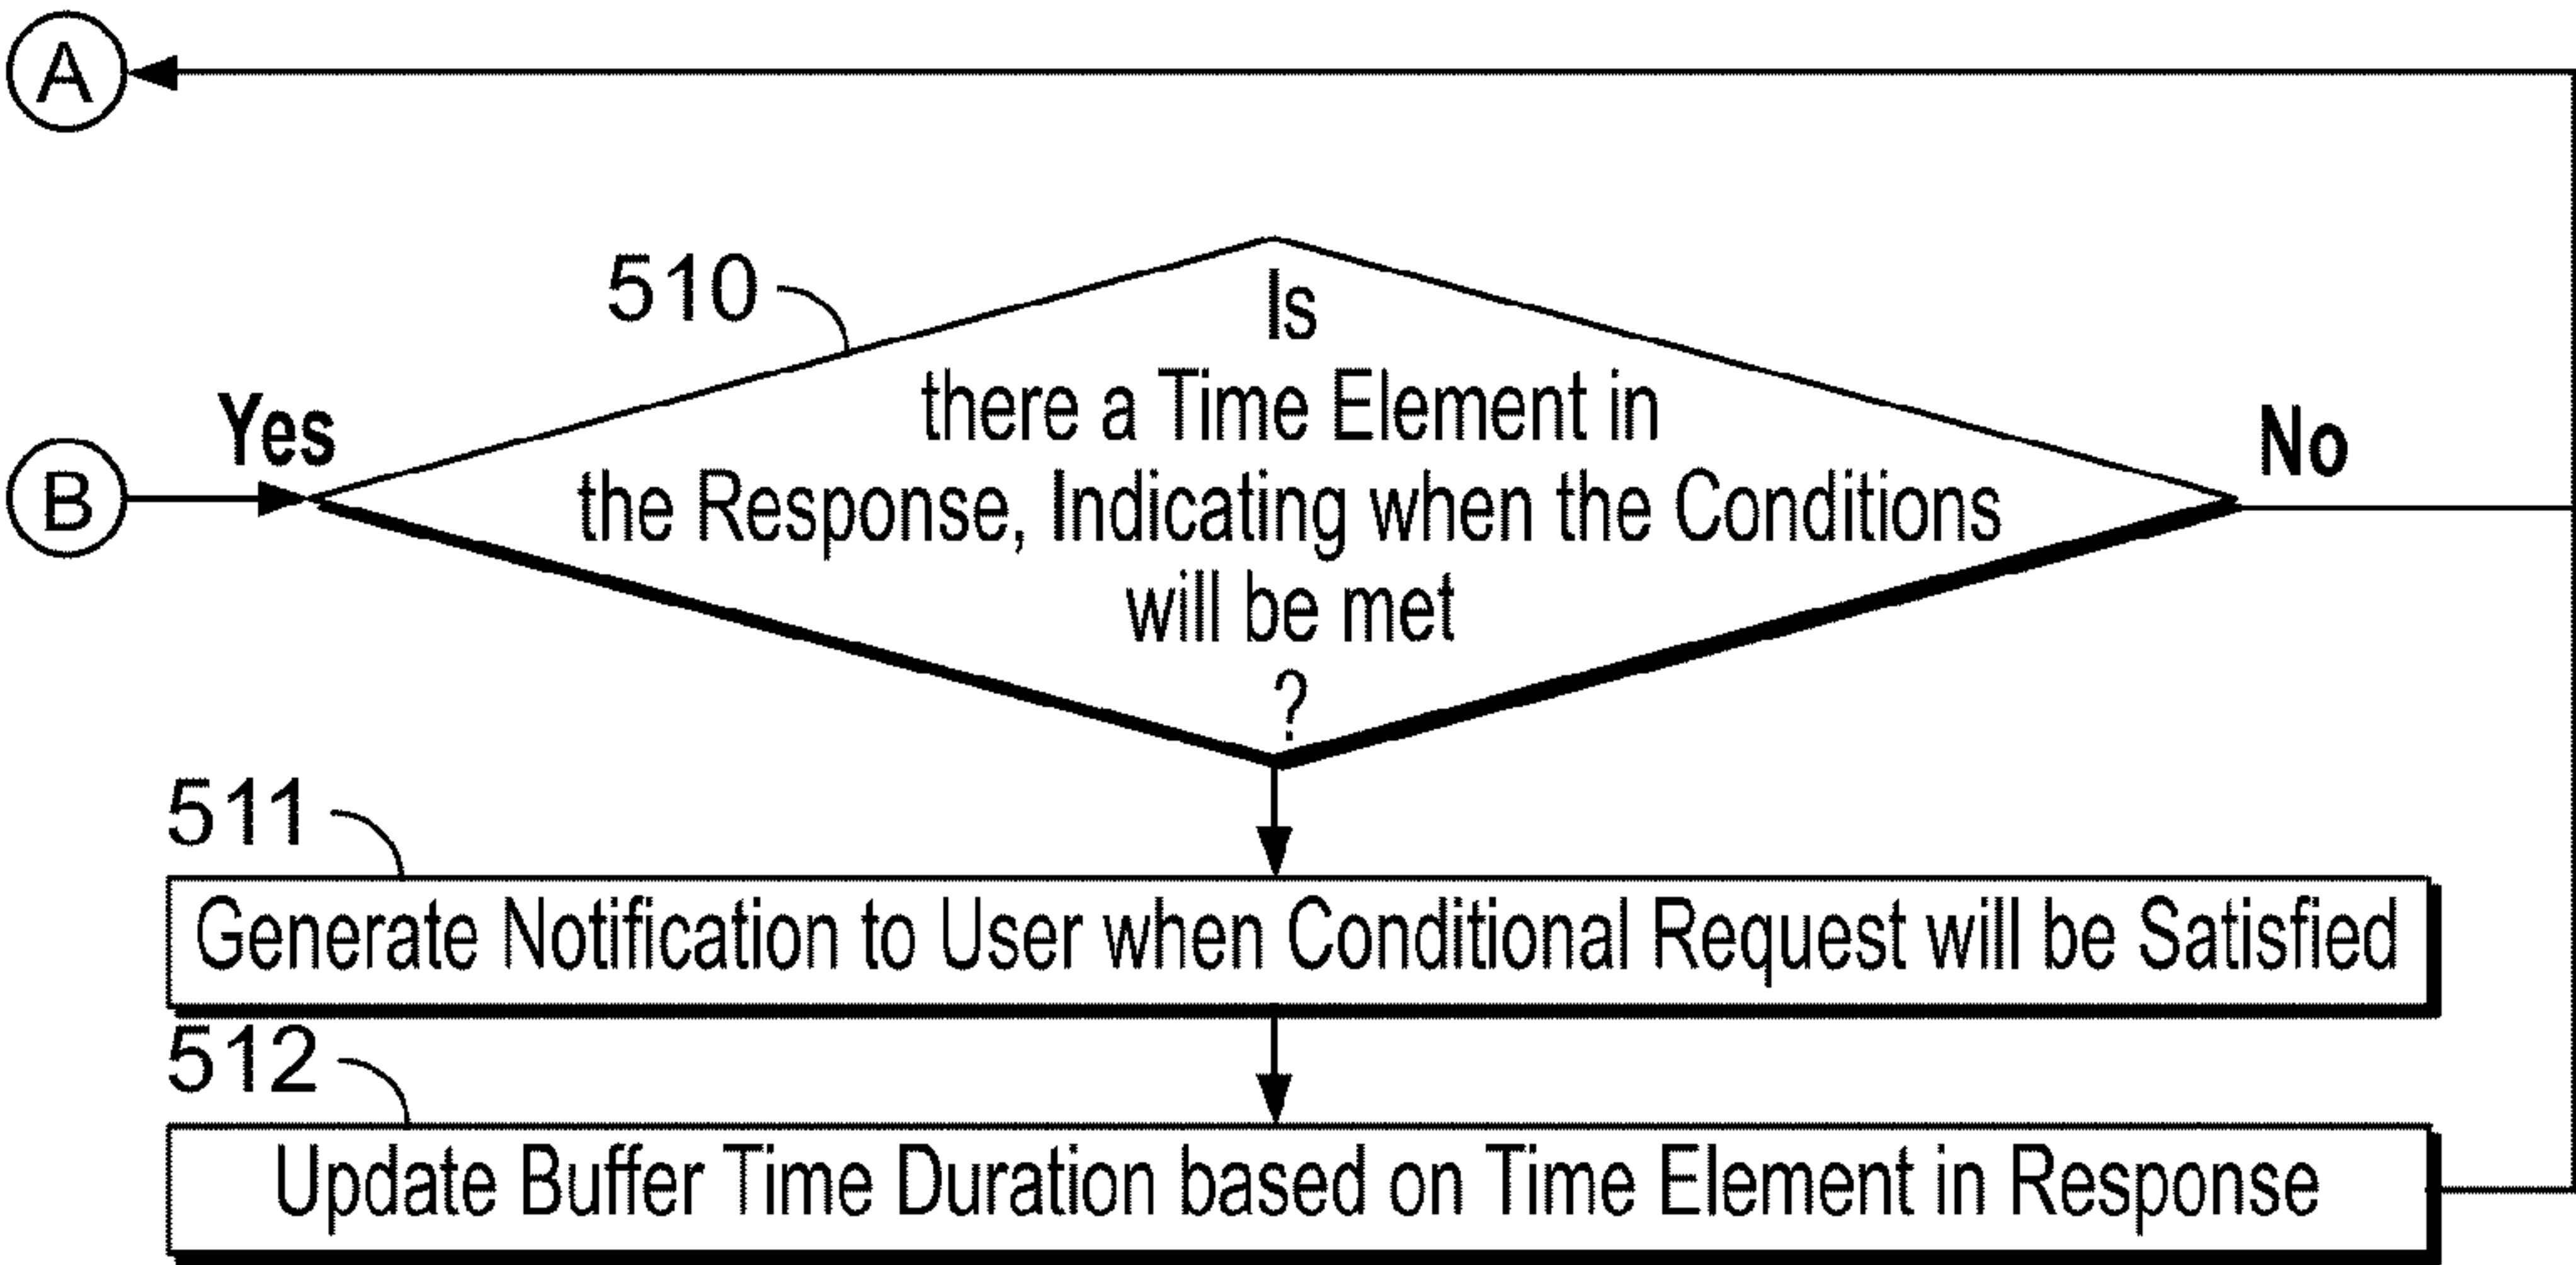 A
510
Is
there a Time Element in
the Response, Indicating when the Conditions
will be met
?
Yes
No
B
511
Generate Notification to User when Conditional Request will be Satisfied
512
Update Buffer Time Duration based on Time Element in Response